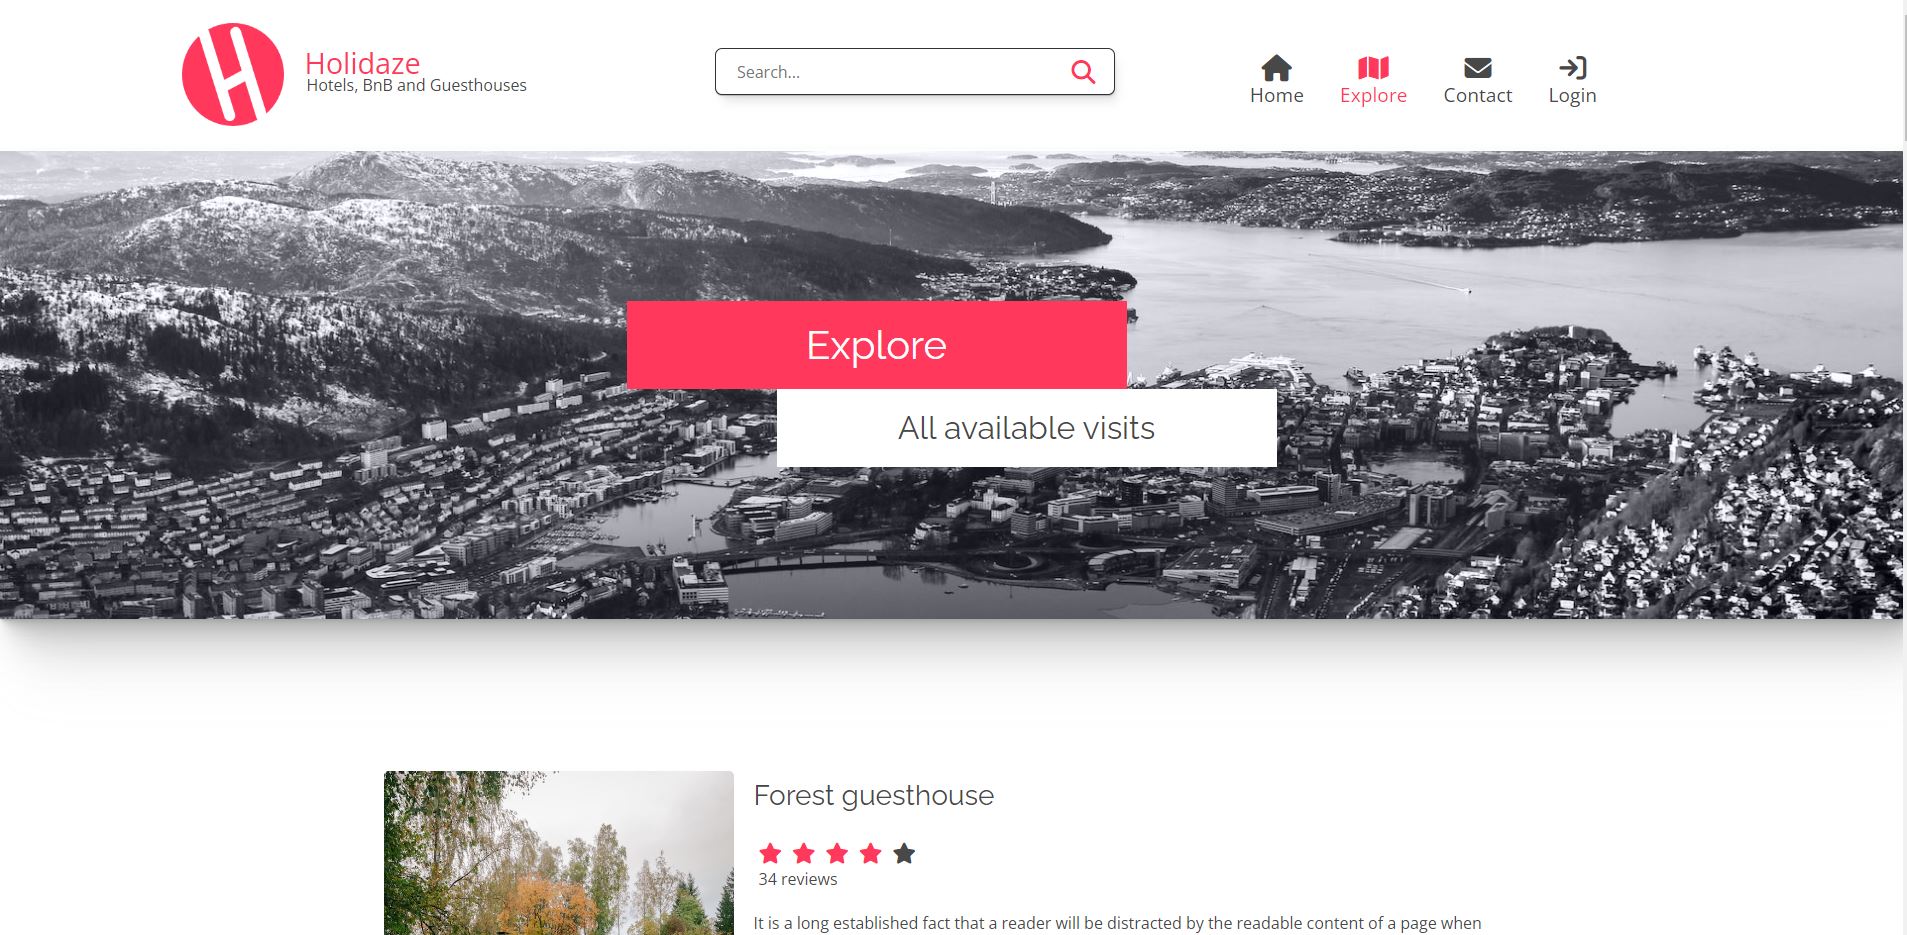 Holidaze
Hotels, BnB and Guesthouses
Search...
Home
Explore
Contact
Login
Explore
All available visits
Forest guesthouse
34 reviews
It is a long established fact that a reader will be distracted by the readable content of a page when